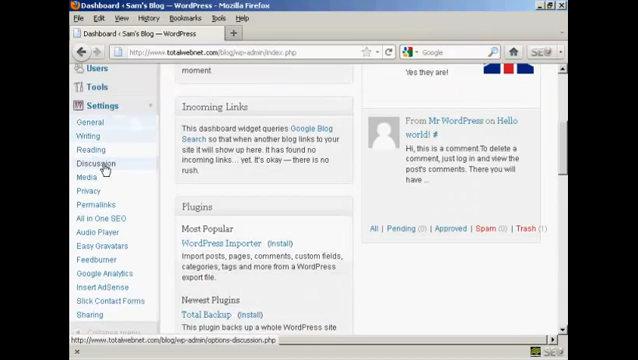 Dashboard ‹ Sam's Blog — WordPress - Mozilla Firefox
File Edit View History Bookmarks Tools Help
Dashboard ‹ Sam's Blog — WordPress
http://www.totalwebnet.com/blog/wp-admin/index.php
Google
SEO
Users
Tools
Settings
General
Writing
Reading
Discussion
Media
Privacy
Permalinks
All in One SEO
Audio Player
Easy Gravatars
Feedburner
Google Analytics
Insert AdSense
Slick Contact Forms
Sharing
Collapse menu
moment.
Incoming Links
This dashboard widget queries Google Blog
Search so that when another blog links to your
site it will show up here. It has found no
incoming links… yet. It's okay — there is no
rush.
Plugins
Most Popular
WordPress Importer (Install)
Import posts, pages, comments, custom fields,
categories, tags and more from a WordPress
export file.
Newest Plugins
Total Backup (Install)
This plugin backs up a whole WordPress site
Yes they are!
From Mr WordPress on Hello
world! #
Hi, this is a comment.To delete a
comment, just log in and view the
post's comments. There you will
have ...
All | Pending (0) | Approved | Spam (0) | Trash (1)
http://www.totalwebnet.com/blog/wp-admin/options-discussion.php
SEO